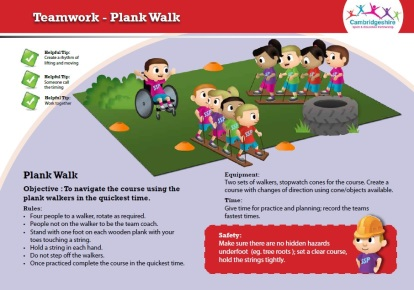 Teamwork - Plank Walk
Cambridgeshire
Helpful Tip:
Create a rhythm of
lifting and moving
Helpful Tip:
Someone call
the timing
Helpful Tip:
Work together
Plank Walk
Objective : To navigate the course using the
plank walkers in the quickest time.
Rules:
• Four people to a walker, rotate as required.
• People not on the walker to be the team coach.
• Stand with one foot on each wooden plank with your
toes touching a string.
• Hold a string in each hand.
• Do not step off the walkers.
• Once practiced complete the course in the quickest time.
Equipment:
Two sets of walkers, stopwatch cones for the course. Create a
course with changes of direction using cone/objects available.
Time:
Give time for practice and planning; record the teams
fastest times.
Safety:
Make sure there are no hidden hazards
underfoot (eg. tree roots ); set a clear course,
hold the strings tightly.